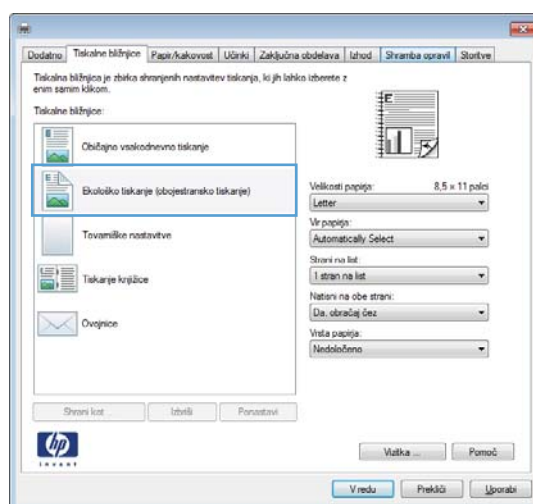 Dodatno Tiskalne bližnjice Papir/kakovost Učinki Zaključna obdelava Izhod Shramba opravil Storitve
Tiskalna bližnjica je zbirka shranjenih nastavitev tiskanja, ki jih lahko izberete z
enim samim klikom.
Tiskalne bližnjice:
Običajno vsakodnevno tiskanje
Ekološko tiskanje (obojestransko tiskanje)
Tovarniške nastavitve
Tiskanje knjižice
Ovojnice
Shrani kot ... Izbriši Ponastavi
E
Velikosti papirja: 8,5 × 11 palci
Letter
Vir papirja:
Automatically Select
Strani na list:
1 stran na list
Natisni na obe strani:
Da, obračaj čez
Vrsta papirja:
Nedoločeno
hp
invent
Vizitka ... Pomoč
V redu Prekliči Uporabi